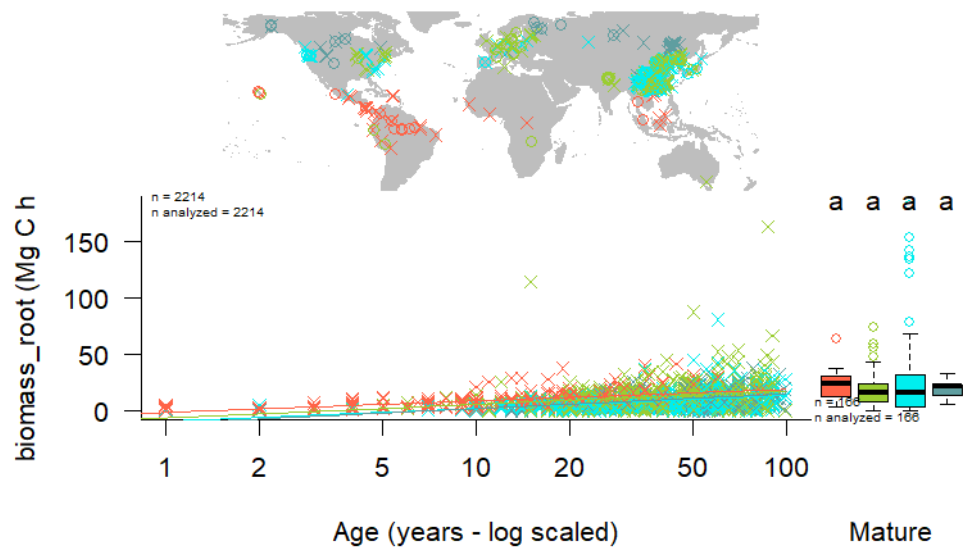 n = 2214
n analyzed = 2214
a a a a
biomass_root (Mg C h
150
100
50
0
n = 166
n analyzed = 166
1 2 5 10 20 50 100
Age (years - log scaled)
Mature